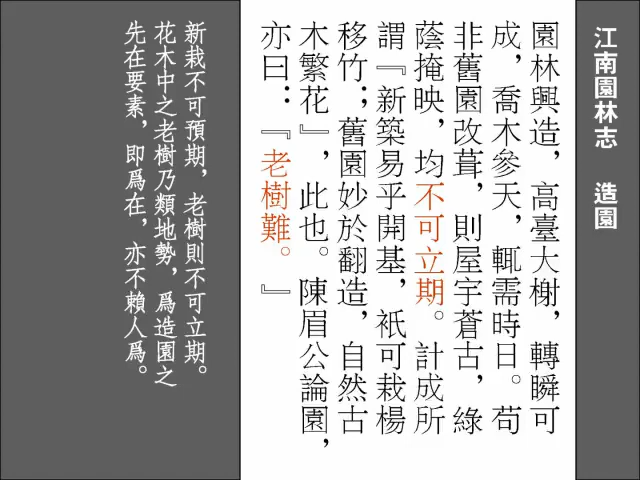 江南園林志　造園
園林興造，高臺大榭，轉瞬可
成，喬木參天，輒需時日。苟
非舊園改葺，則屋宇蒼古，綠
蔭掩映，均不可立期。計成所
謂『新築易乎開基，祇可栽楊
移竹；舊園妙於翻造，自然古
木繁花』，此也。陳眉公論園，
亦曰：『老樹難。』
新栽不可預期，老樹則不可立期。
花木中之老樹乃類地勢，爲造園之
先在要素，即爲在，亦不賴人爲。